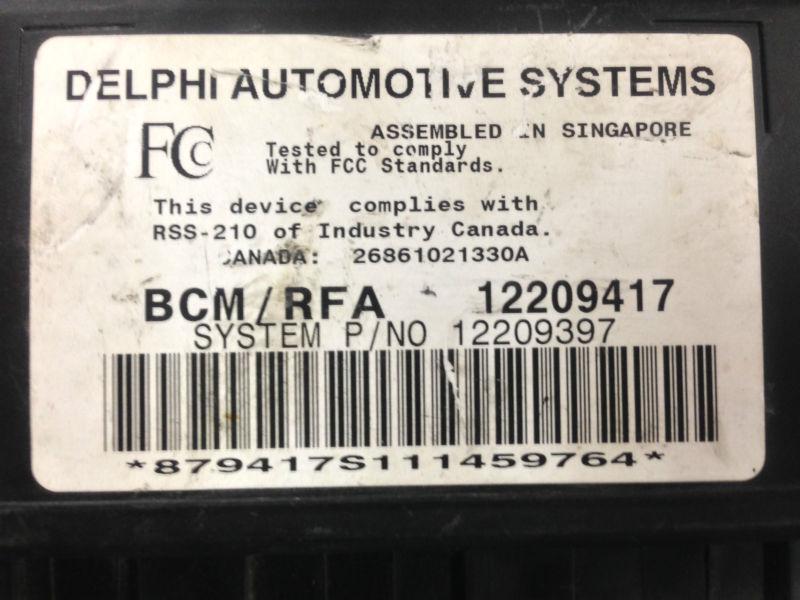 DELPHI AUTOMOTIVE SYSTEMS
FCC
ASSEMBLED IN SINGAPORE
Tested to comply
With FCC Standards.
This device complies with
RSS-210 of Industry Canada.
CANADA: 26861021330A
BCM/RFA - 12209417
SYSTEM P/NO 12209397
*879417S111459764*